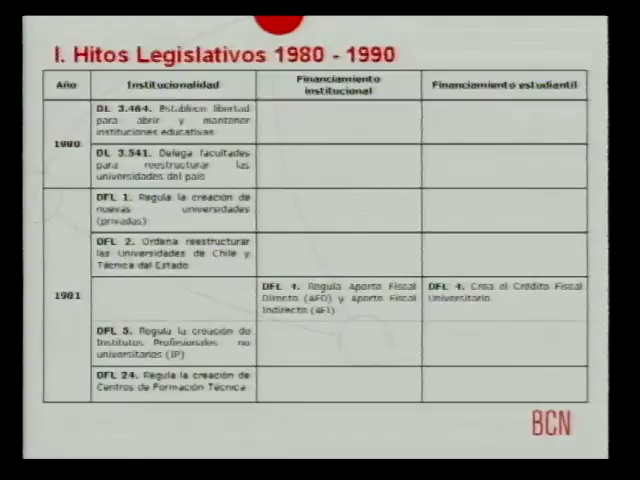 I. Hitos Legislativos 1980 - 1990
Año
Institucionalidad
Financiamiento
institucional
Financiamiento estudiantil
1980
DL 3.464. Establece libertad
para abrir y mantener
instituciones educativas
DL 3.541. Delega facultades
para reestructurar las
universidades del país
1981
DFL 1. Regula la creación de
nuevas universidades
(privadas)
DFL 2. Ordena reestructurar
las Universidades de Chile y
Técnica del Estado
DFL 4. Regula Aporte Fiscal
Directo (AFD) y Aporte Fiscal
Indirecto (AFI)
DFL 4. Crea el Crédito Fiscal
Universitario
DFL 5. Regula la creación de
Institutos Profesionales no
universitarios (IP)
DFL 24. Regula la creación de
Centros de Formación Técnica
BCN